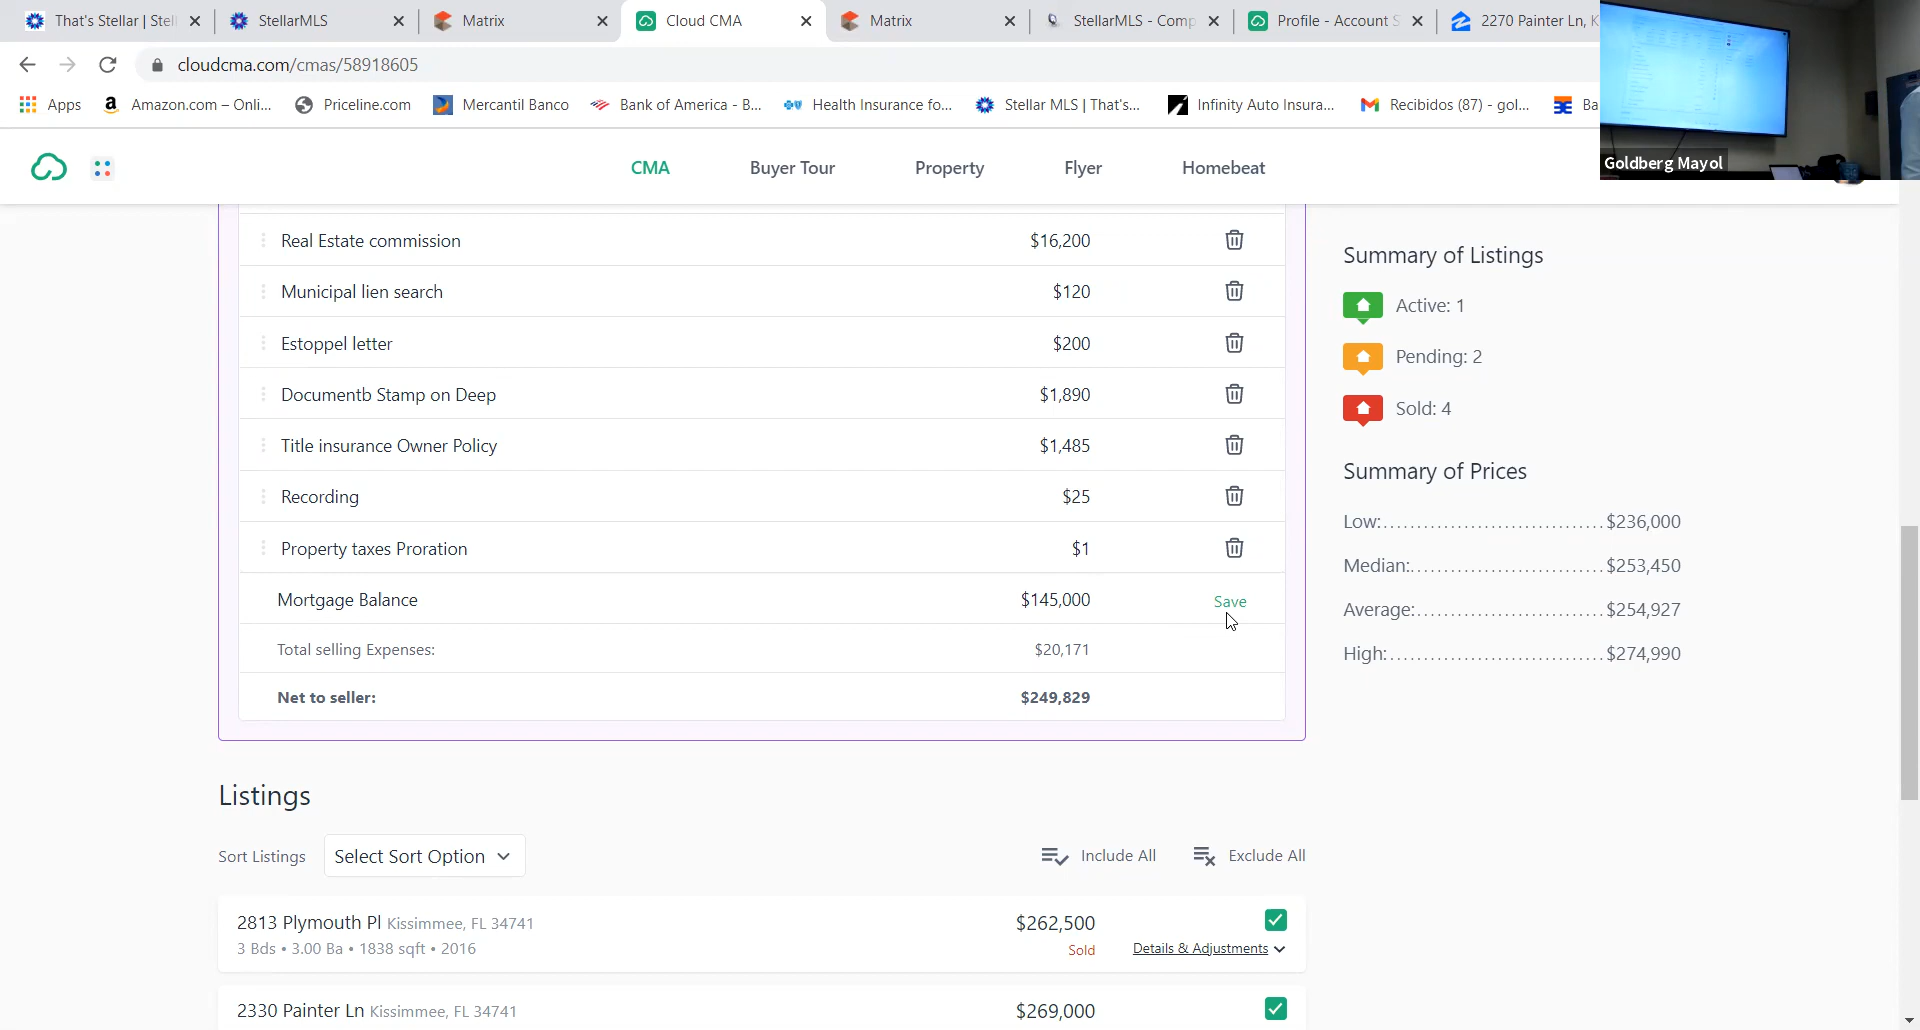 That's Stellar | Stell
StellarMLS
Matrix
Cloud CMA
Matrix
StellarMLS - Comp
Profile - Account S
2270 Painter Ln, K
cloudcma.com/cmas/58918605
Apps
Amazon.com – Onli...
Priceline.com
Mercantil Banco
Bank of America - B...
Health Insurance fo...
Stellar MLS | That's...
Infinity Auto Insura...
Recibidos (87) - gol...
Ba
Goldberg Mayol
CMA
Buyer Tour
Property
Flyer
Homebeat
Real Estate commission $16,200
Municipal lien search $120
Estoppel letter $200
Documentb Stamp on Deep $1,890
Title insurance Owner Policy $1,485
Recording $25
Property taxes Proration $1
Mortgage Balance $145,000 Save
Total selling Expenses: $20,171
Net to seller: $249,829
Summary of Listings
Active: 1
Pending: 2
Sold: 4
Summary of Prices
Low: $236,000
Median: $253,450
Average: $254,927
High: $274,990
Listings
Sort Listings Select Sort Option Include All Exclude All
2813 Plymouth Pl Kissimmee, FL 34741 $262,500
3 Bds • 3.00 Ba • 1838 sqft • 2016 Sold Details & Adjustments
2330 Painter Ln Kissimmee, FL 34741 $269,000